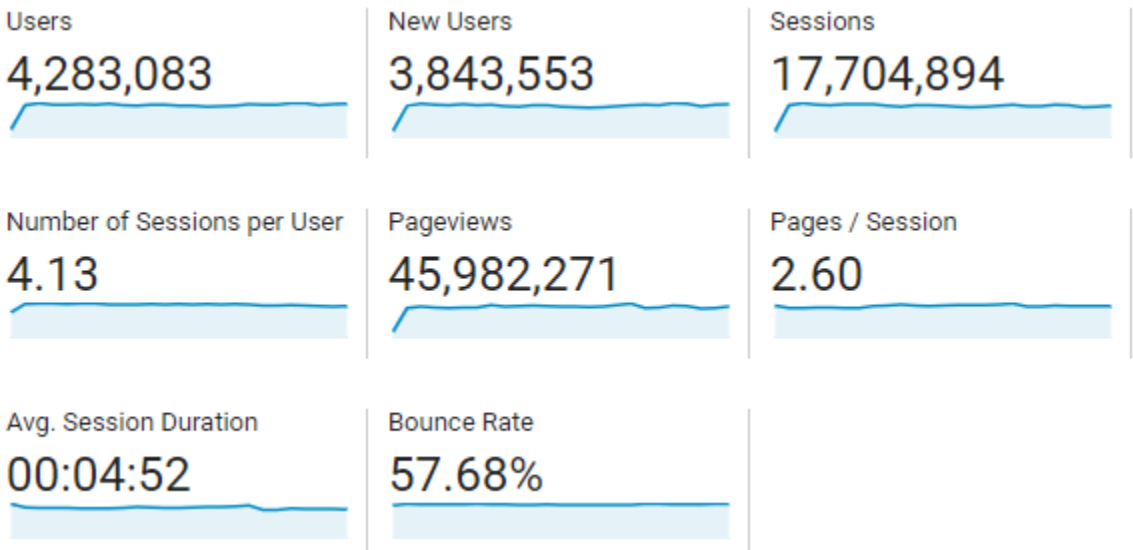 Users
4,283,083
New Users
3,843,553
Sessions
17,704,894
Number of Sessions per User
4.13
Pageviews
45,982,271
Pages / Session
2.60
Avg. Session Duration
00:04:52
Bounce Rate
57.68%